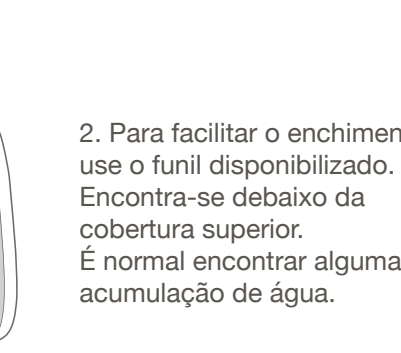 2. Para facilitar o enchimen
use o funil disponibilizado.
Encontra-se debaixo da
cobertura superior.
É normal encontrar alguma
acumulação de água.